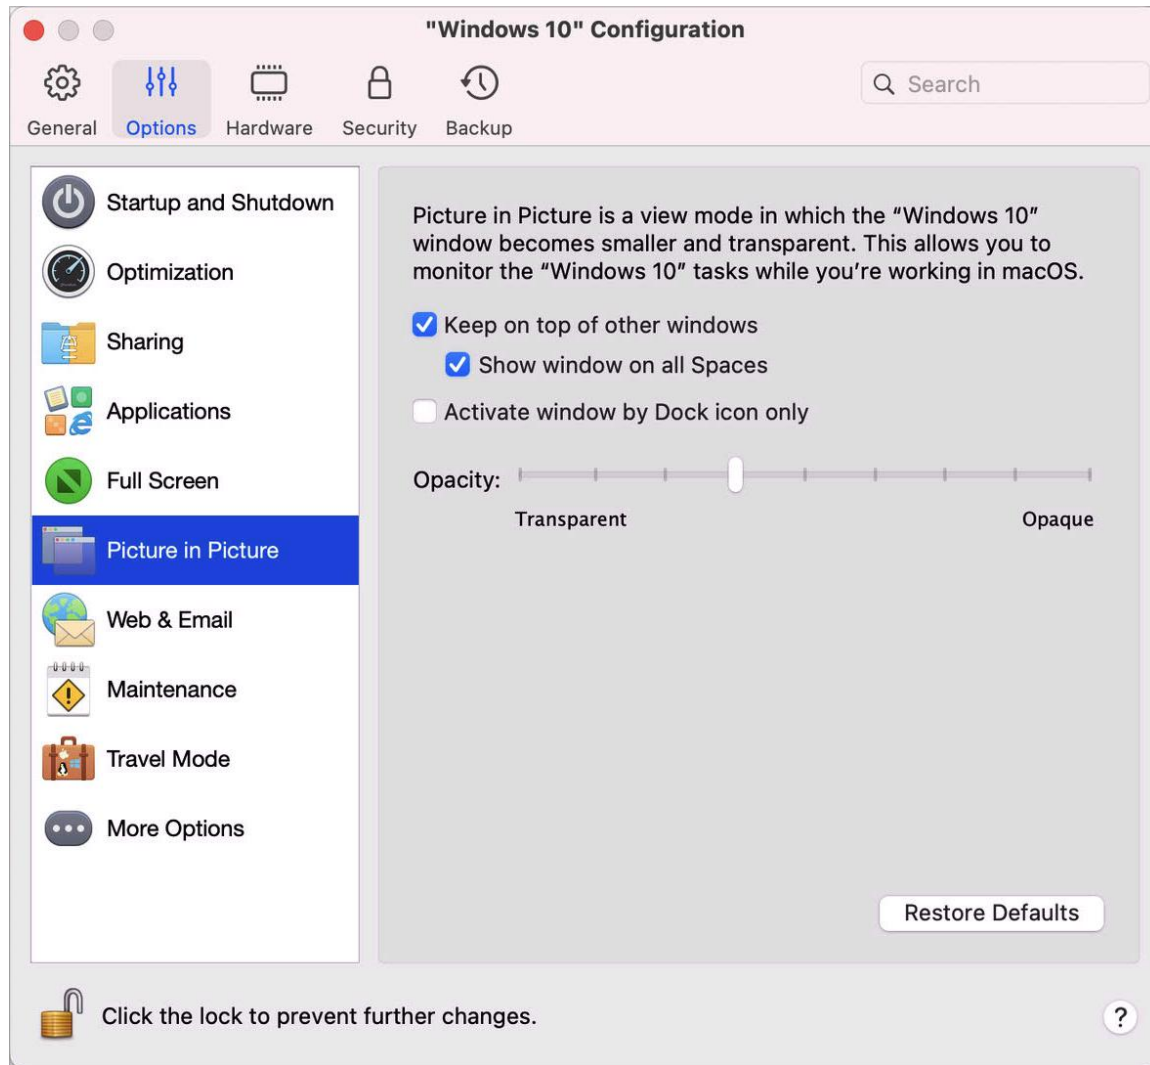 "Windows 10" Configuration
General
Options
Hardware
Security
Backup
Search
Startup and Shutdown
Optimization
Sharing
Applications
Full Screen
Picture in Picture
Web & Email
Maintenance
Travel Mode
More Options
Picture in Picture is a view mode in which the “Windows 10”
window becomes smaller and transparent. This allows you to
monitor the “Windows 10” tasks while you’re working in macOS.
Keep on top of other windows
Show window on all Spaces
Activate window by Dock icon only
Opacity:
Transparent
Opaque
Restore Defaults
Click the lock to prevent further changes.
?